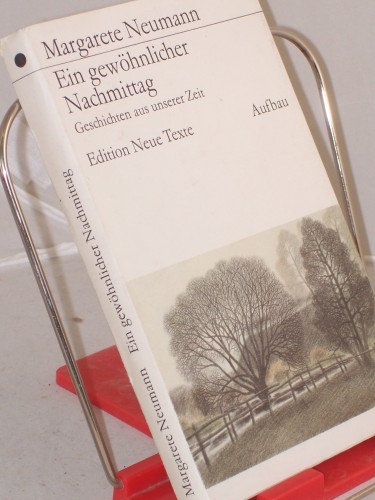 Margarete Neumann
Ein gewöhnlicher
Nachmittag
Geschichten aus unserer Zeit
Edition Neue Texte
Aufbau
Margarete Neumann Ein gewöhnlicher Nachmittag